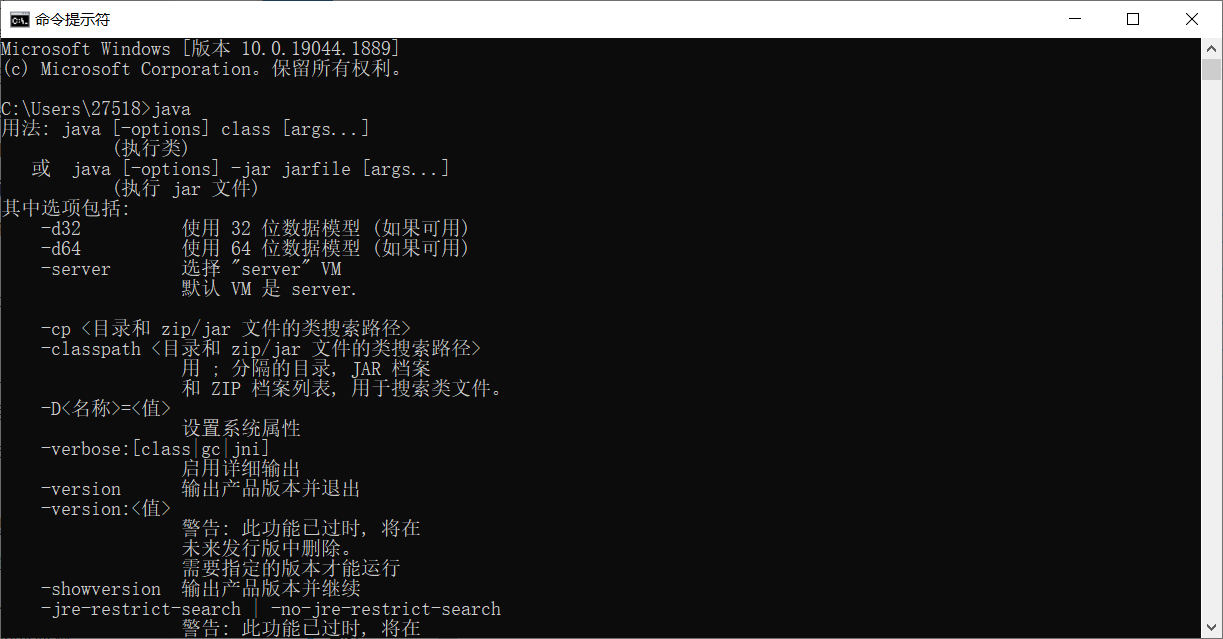 命令提示符
Microsoft Windows [版本 10.0.19044.1889]
(c) Microsoft Corporation。保留所有权利。
C:\Users\27518>java
用法: java [-options] class [args...]
(执行类)
或  java [-options] -jar jarfile [args...]
(执行 jar 文件)
其中选项包括:
-d32          使用 32 位数据模型 (如果可用)
-d64          使用 64 位数据模型 (如果可用)
-server       选择 "server" VM
默认 VM 是 server.
-cp <目录和 zip/jar 文件的类搜索路径>
-classpath <目录和 zip/jar 文件的类搜索路径>
用 ; 分隔的目录, JAR 档案
和 ZIP 档案列表, 用于搜索类文件。
-D<名称>=<值>
设置系统属性
-verbose:[class|gc|jni]
启用详细输出
-version      输出产品版本并退出
-version:<值>
警告: 此功能已过时, 将在
未来发行版中删除。
需要指定的版本才能运行
-showversion  输出产品版本并继续
-jre-restrict-search | -no-jre-restrict-search
警告: 此功能已过时, 将在